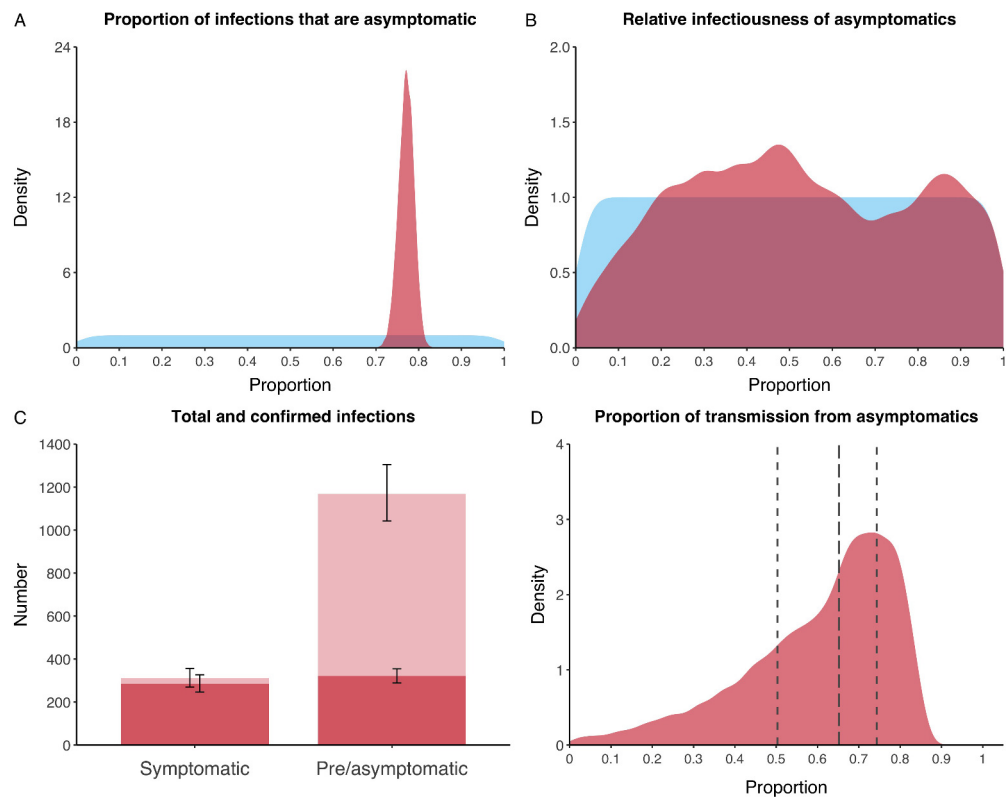 A
Proportion of infections that are asymptomatic
24
18
12
6
0
Density
0 0.1 0.2 0.3 0.4 0.5 0.6 0.7 0.8 0.9 1
Proportion
B
Relative infectiousness of asymptomatics
2.0
1.5
1.0
0.5
0.0
Density
0 0.1 0.2 0.3 0.4 0.5 0.6 0.7 0.8 0.9 1
Proportion
C
Total and confirmed infections
1400
1200
1000
800
600
400
200
0
Number
Symptomatic Pre/asymptomatic
D
Proportion of transmission from asymptomatics
4
3
2
1
0
Density
0 0.1 0.2 0.3 0.4 0.5 0.6 0.7 0.8 0.9 1
Proportion